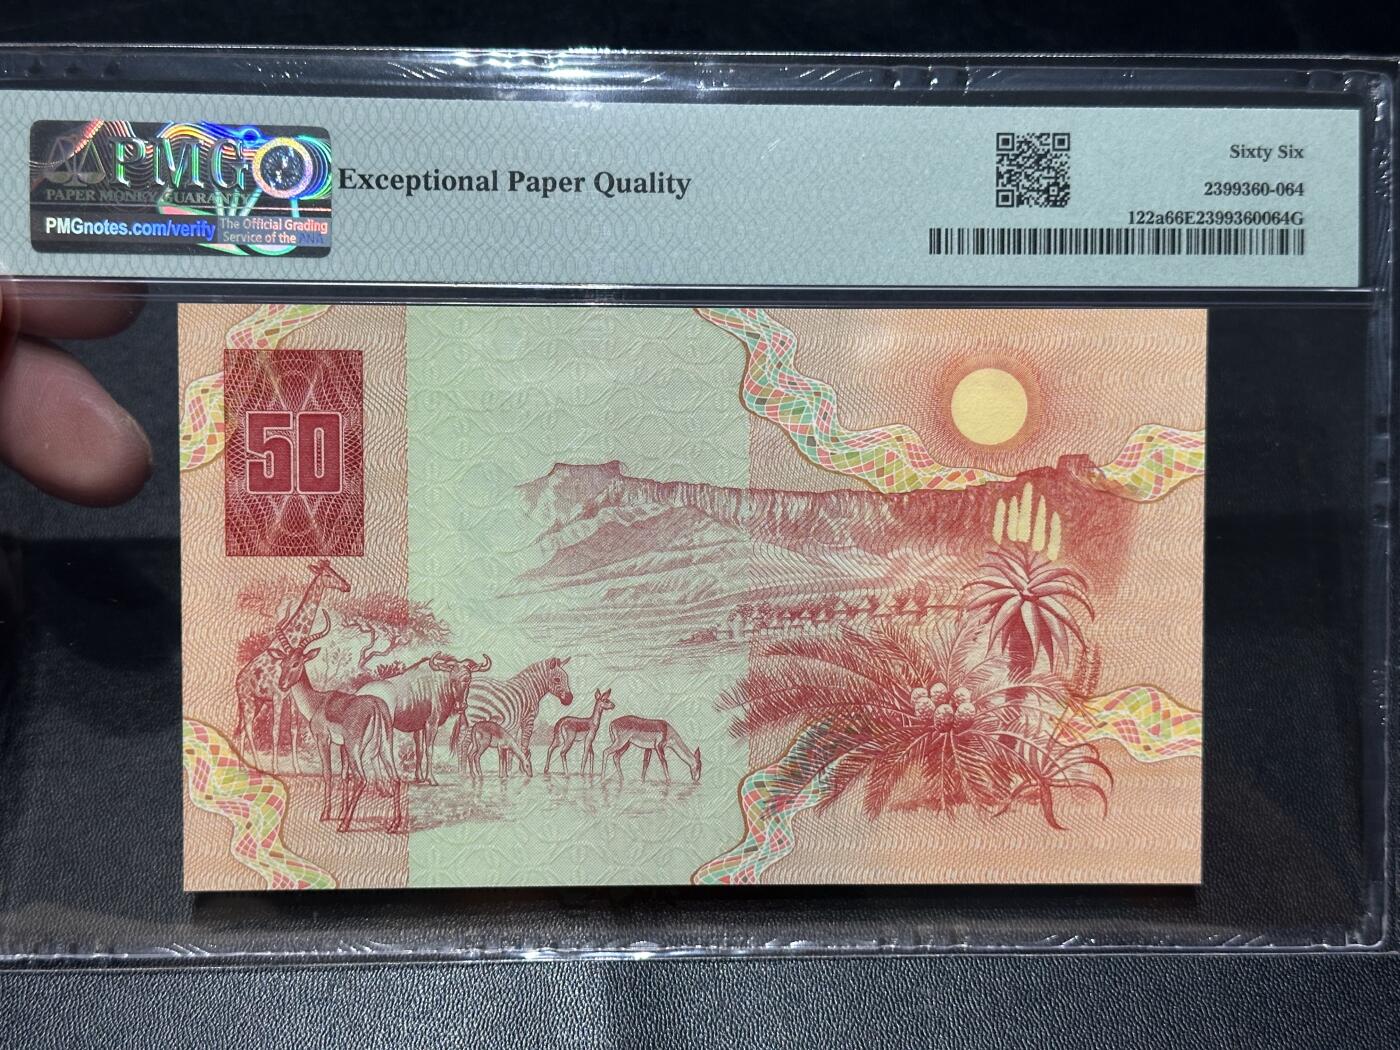 PMG
PAPER MONEY GUARANTY
PMGnotes.com/verify
The Official Grading
Service of the ANA
Exceptional Paper Quality
Sixty Six
2399360-064
122a66E2399360064G
50